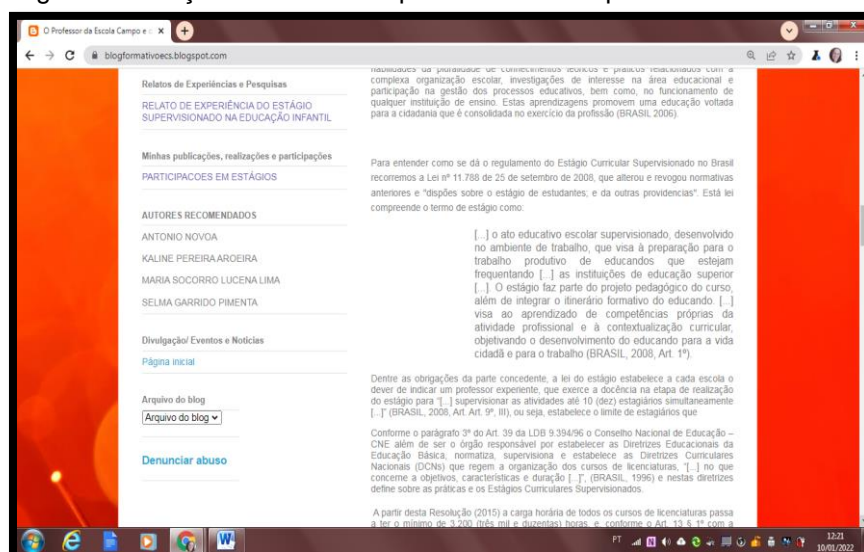 O Professor da Escola Campo e
blogformativoecs.blogspot.com
Relatos de Experiências e Pesquisas
RELATO DE EXPERIÊNCIA DO ESTÁGIO
SUPERVISIONADO NA EDUCAÇÃO INFANTIL
Minhas publicações, realizações e participações
PARTICIPACOES EM ESTÁGIOS
AUTORES RECOMENDADOS
ANTONIO NOVOA
KALINE PEREIRA AROEIRA
MARIA SOCORRO LUCENA LIMA
SELMA GARRIDO PIMENTA
Divulgação/ Eventos e Noticias
Página inicial
Arquivo do blog
Arquivo do blog
Denunciar abuso
habilidades da pluralidade de conhecimentos teóricos e práticos relacionados com a
complexa organização escolar, investigações de interesse na área educacional e
participação na gestão dos processos educativos, bem como, no funcionamento de
qualquer instituição de ensino. Estas aprendizagens promovem uma educação voltada
para a cidadania que é consolidada no exercício da profissão (BRASIL 2006).
Para entender como se dá o regulamento do Estágio Curricular Supervisionado no Brasil
recorremos a Lei nº 11.788 de 25 de setembro de 2008, que alterou e revogou normativas
anteriores e "dispões sobre o estágio de estudantes; e da outras providencias". Está lei
compreende o termo de estágio como:
[...] o ato educativo escolar supervisionado, desenvolvido
no ambiente de trabalho, que visa à preparação para o
trabalho produtivo de educandos que estejam
frequentando [...] as instituições de educação superior
[...] O estágio faz parte do projeto pedagógico do curso,
além de integrar o itinerário formativo do educando. [...]
visa ao aprendizado de competências próprias da
atividade profissional e à contextualização curricular,
objetivando o desenvolvimento do educando para a vida
cidadã e para o trabalho (BRASIL, 2008, Art. 1º).
Dentre as obrigações da parte concedente, a lei do estágio estabelece a cada escola o
dever de indicar um professor experiente, que exerce a docência na etapa de realização
do estágio para "[...] supervisionar as atividades até 10 (dez) estagiários simultaneamente
[...]" (BRASIL, 2008, Art. Art. 9º, III), ou seja, estabelece o limite de estagiários que
Conforme o parágrafo 3º do Art. 39 da LDB 9.394/96 o Conselho Nacional de Educação –
CNE além de ser o órgão responsável por estabelecer as Diretrizes Educacionais da
Educação Básica, normatiza, supervisiona e estabelece as Diretrizes Curriculares
Nacionais (DCNs) que regem a organização dos cursos de licenciaturas, "[...] no que
concerne a objetivos, características e duração [...]", (BRASIL, 1996) e nestas diretrizes
define sobre as práticas e os Estágios Curriculares Supervisionados.
A partir desta Resolução (2015) a carga horária de todos os cursos de licenciaturas passa
a ter o mínimo de 3.200 (três mil e duzentas) horas, e, conforme o Art. 13 § 1º com a
PT
12:21
10/01/2022